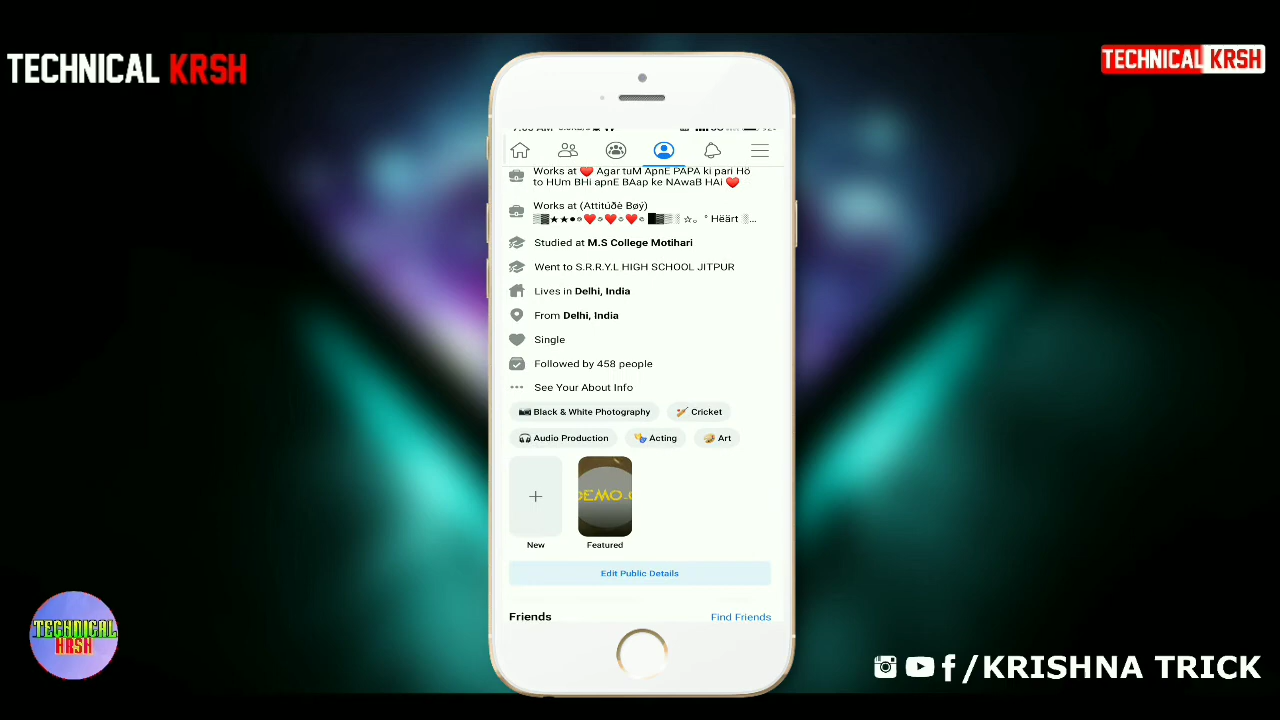 TECHNICAL KRSH
TECHNICAL KRSH
Works at ❤️ Agar tuM ApnE PAPA ki pari Hö
to HUm BHi apnE BAap ke NAwaB HAi ❤️
Works at (Attitúðè Bøý)
▒▓★★●∘❤️∘❤️∘❤️∘ █▓▒░ ☆。° Hëärt ░...
Studied at M.S College Motihari
Went to S.R.R.Y.L HIGH SCHOOL JITPUR
Lives in Delhi, India
From Delhi, India
Single
Followed by 458 people
See Your About Info
Black & White Photography
Cricket
Audio Production
Acting
Art
DEMO.
New
Featured
Edit Public Details
Friends
Find Friends
TECHNICAL
KRSH
/KRISHNA TRICK